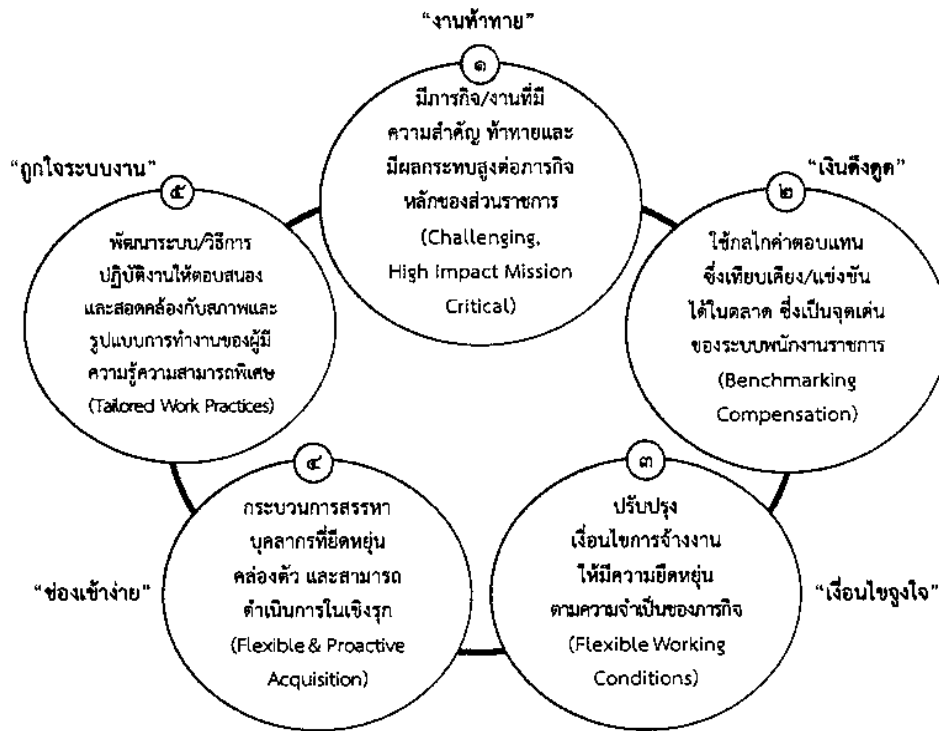 “งานท้าทาย”
๑
มีภารกิจ/งานที่มี
ความสำคัญ ท้าทายและ
มีผลกระทบสูงต่อภารกิจ
หลักของส่วนราชการ
(Challenging,
High Impact Mission
Critical)
“เงินดึงดูด”
๒
ใช้กลไกค่าตอบแทน
ซึ่งเทียบเคียง/แข่งขัน
ได้ในตลาด ซึ่งเป็นจุดเด่น
ของระบบพนักงานราชการ
(Benchmarking
Compensation)
๓
ปรับปรุง
เงื่อนไขการจ้างงาน
ให้มีความยืดหยุ่น
ตามความจำเป็นของภารกิจ
(Flexible Working
Conditions)
“เงื่อนไขจูงใจ”
๔
กระบวนการสรรหา
บุคลากรที่ยืดหยุ่น
คล่องตัว และสามารถ
ดำเนินการในเชิงรุก
(Flexible & Proactive
Acquisition)
“ช่องเข้าง่าย”
“ถูกใจระบบงาน”
๕
พัฒนาระบบ/วิธีการ
ปฏิบัติงานให้ตอบสนอง
และสอดคล้องกับสภาพและ
รูปแบบการทำงานของผู้มี
ความรู้ความสามารถพิเศษ
(Tailored Work Practices)